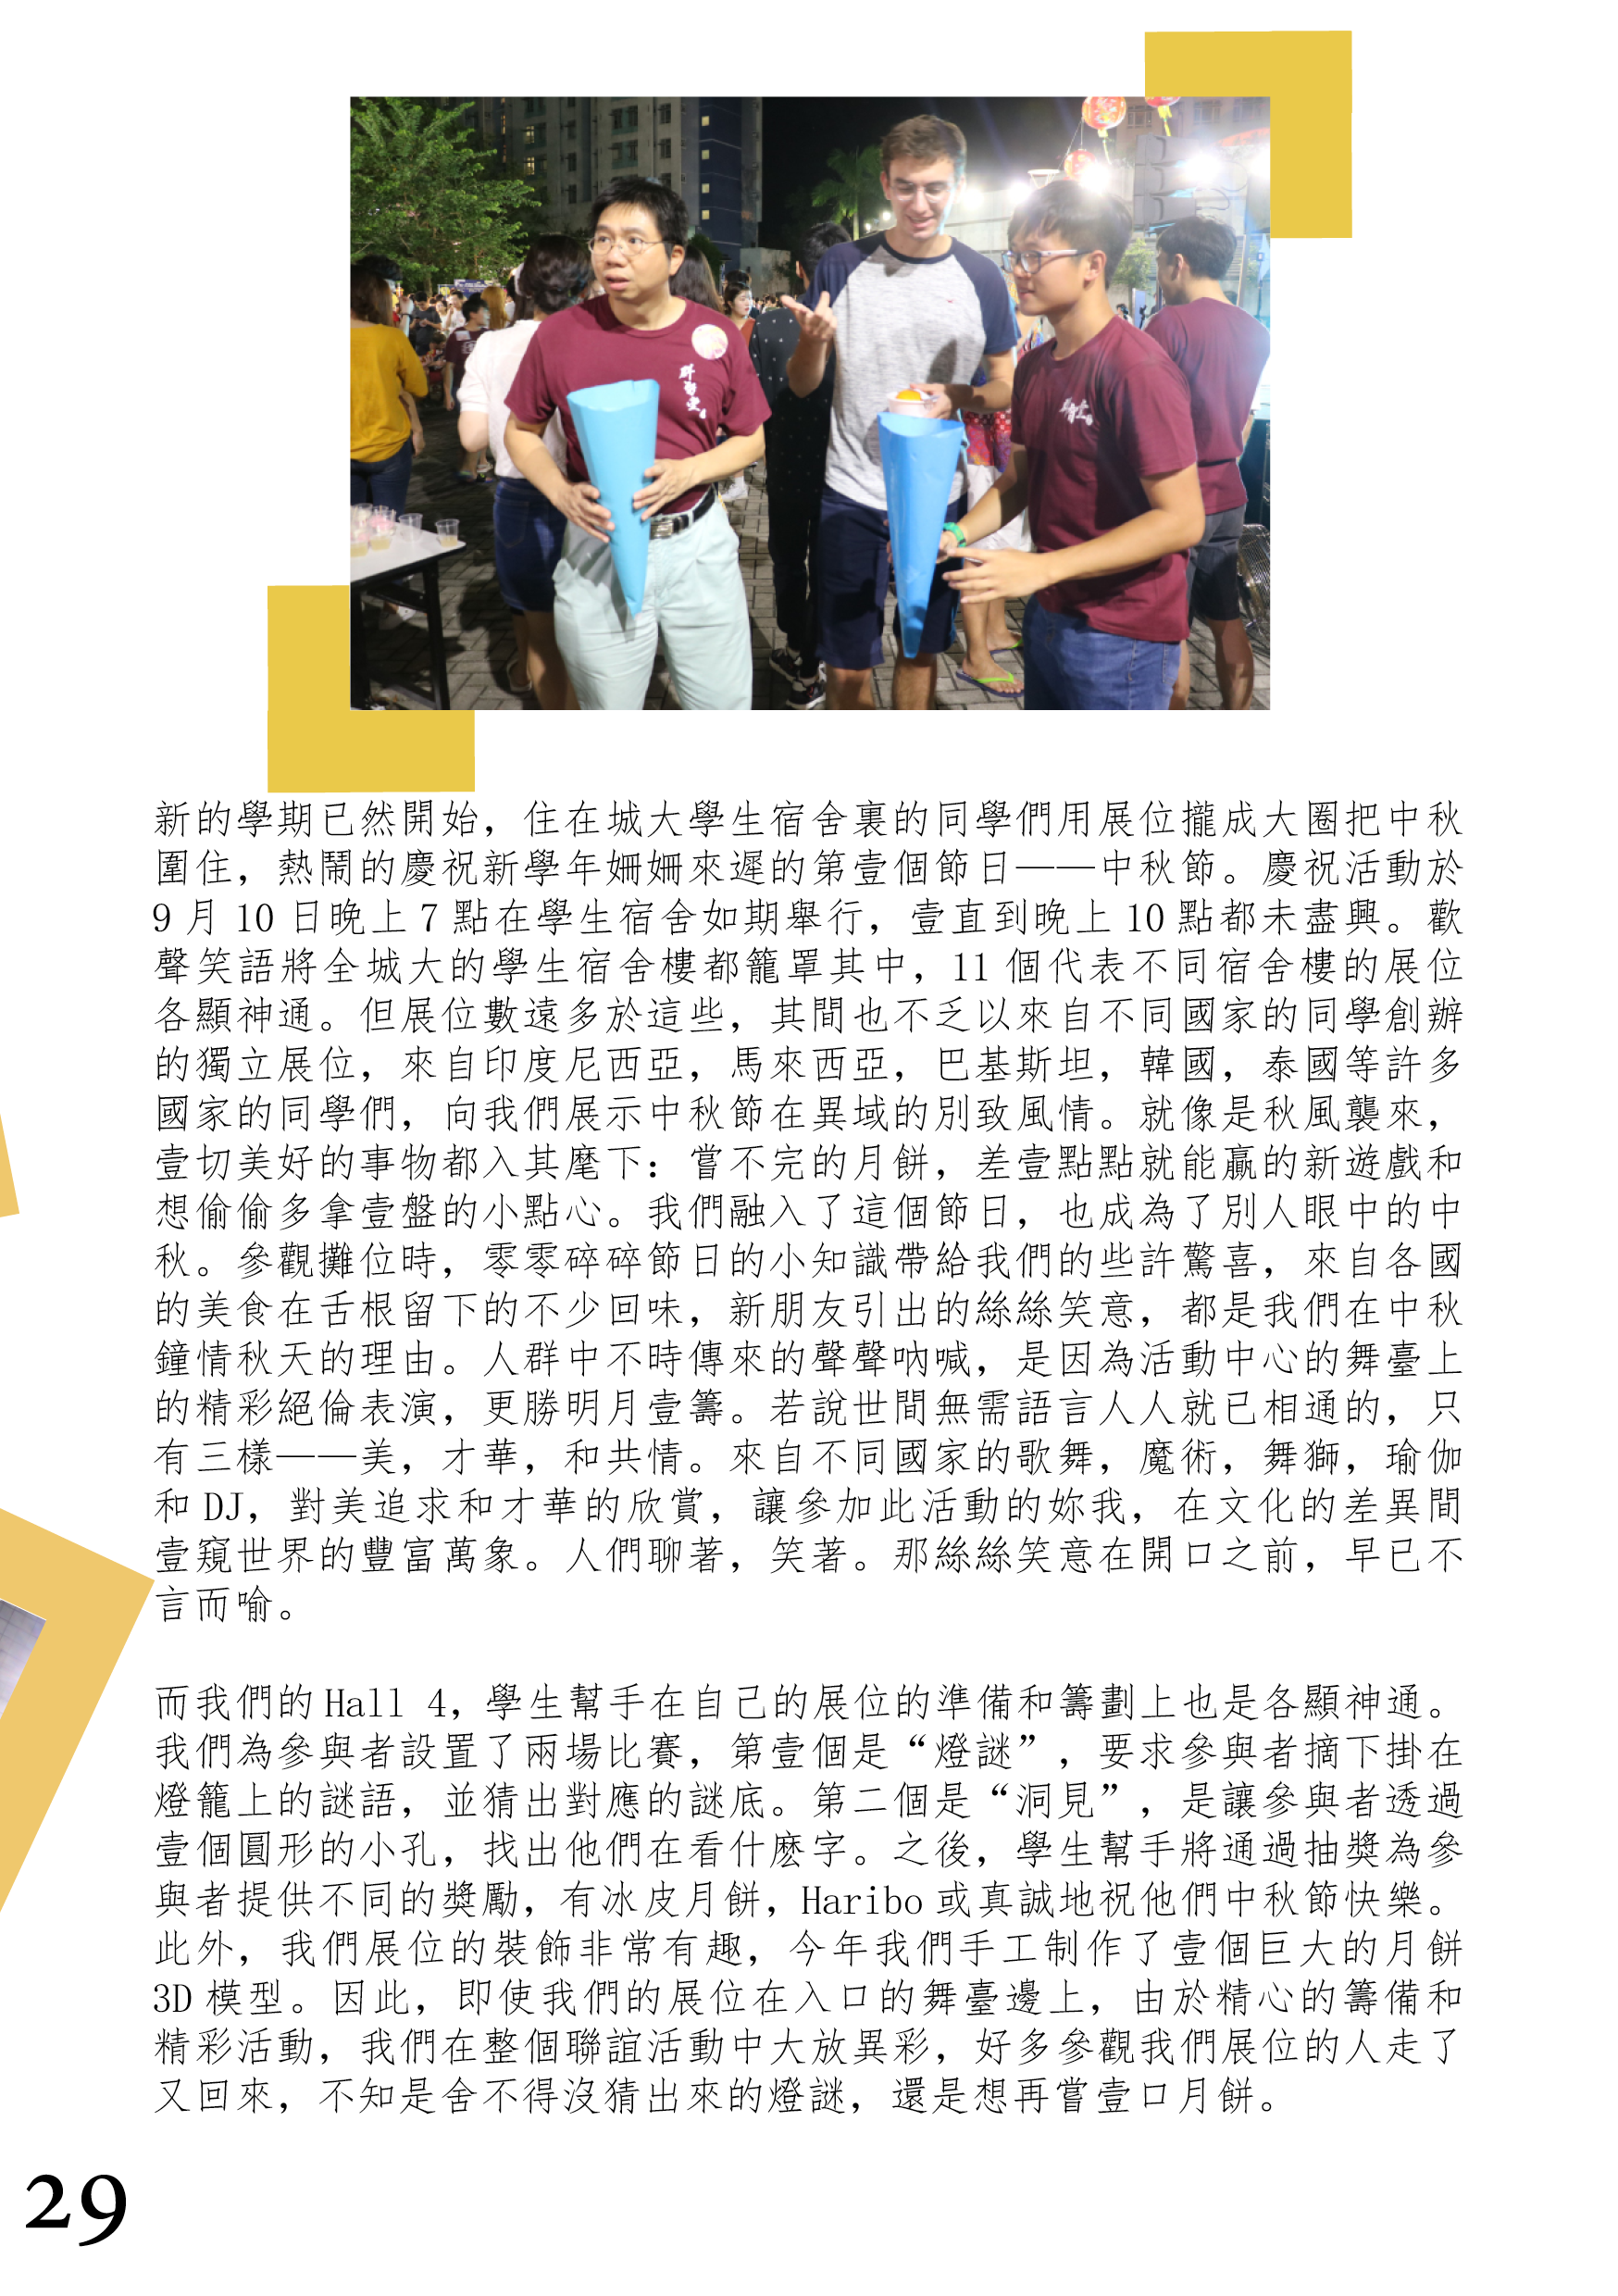 新的學期已然開始，住在城大學生宿舍裏的同學們用展位攏成大圈把中秋
圍住，熱鬧的慶祝新學年姍姍來遲的第壹個節日——中秋節。慶祝活動於
9 月 10 日晚上 7 點在學生宿舍如期舉行，壹直到晚上 10 點都未盡興。歡
聲笑語將全城大的學生宿舍樓都籠罩其中，11 個代表不同宿舍樓的展位
各顯神通。但展位數遠多於這些，其間也不乏以來自不同國家的同學創辦
的獨立展位，來自印度尼西亞，馬來西亞，巴基斯坦，韓國，泰國等許多
國家的同學們，向我們展示中秋節在異域的別致風情。就像是秋風襲來，
壹切美好的事物都入其麾下：嘗不完的月餅，差壹點點就能贏的新遊戲和
想偷偷多拿壹盤的小點心。我們融入了這個節日，也成為了別人眼中的中
秋。參觀攤位時，零零碎碎節日的小知識帶給我們的些許驚喜，來自各國
的美食在舌根留下的不少回味，新朋友引出的絲絲笑意，都是我們在中秋
鐘情秋天的理由。人群中不時傳來的聲聲吶喊，是因為活動中心的舞臺上
的精彩絕倫表演，更勝明月壹籌。若說世間無需語言人人就已相通的，只
有三樣——美，才華，和共情。來自不同國家的歌舞，魔術，舞獅，瑜伽
和 DJ，對美追求和才華的欣賞，讓參加此活動的妳我，在文化的差異間
壹窺世界的豐富萬象。人們聊著，笑著。那絲絲笑意在開口之前，早已不
言而喻。
而我們的 Hall 4，學生幫手在自己的展位的準備和籌劃上也是各顯神通。
我們為參與者設置了兩場比賽，第壹個是“燈謎”，要求參與者摘下掛在
燈籠上的謎語，並猜出對應的謎底。第二個是“洞見”，是讓參與者透過
壹個圓形的小孔，找出他們在看什麼字。之後，學生幫手將通過抽獎為參
與者提供不同的獎勵，有冰皮月餅，Haribo 或真誠地祝他們中秋節快樂。
此外，我們展位的裝飾非常有趣，今年我們手工制作了壹個巨大的月餅
3D 模型。因此，即使我們的展位在入口的舞臺邊上，由於精心的籌備和
精彩活動，我們在整個聯誼活動中大放異彩，好多參觀我們展位的人走了
又回來，不知是舍不得沒猜出來的燈謎，還是想再嘗壹口月餅。
29